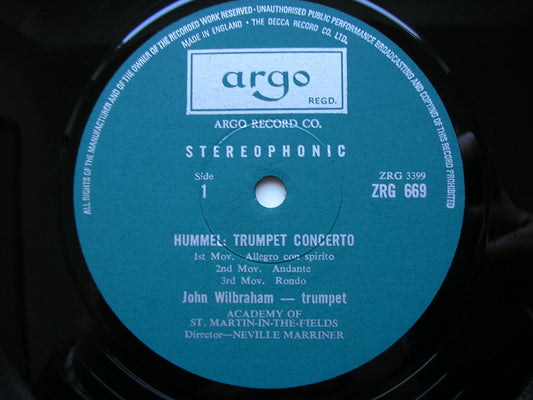 ALL RIGHTS OF THE MANUFACTURER AND OF THE OWNER OF THE RECORDED WORK RESERVED · UNAUTHORISED PUBLIC PERFORMANCE BROADCASTING AND COPYING OF THIS RECORD PROHIBITED
MADE IN ENGLAND · THE DECCA RECORD CO. LTD.
argo
REGD.
ARGO RECORD CO.
STEREOPHONIC
Side
1
ZRG 3399
ZRG 669
HUMMEL: TRUMPET CONCERTO
1st Mov. Allegro con spirito
2nd Mov. Andante
3rd Mov. Rondo
John Wilbraham — trumpet
ACADEMY OF
ST. MARTIN-IN-THE-FIELDS
Director—NEVILLE MARRINER